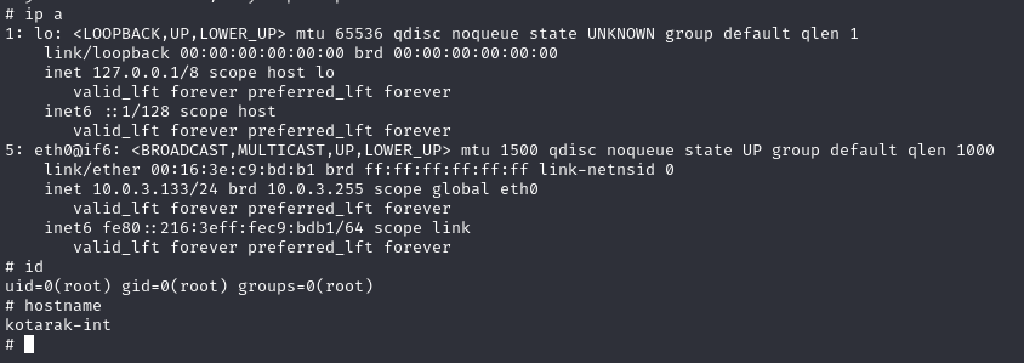 # ip a
1: lo: <LOOPBACK,UP,LOWER_UP> mtu 65536 qdisc noqueue state UNKNOWN group default qlen 1
    link/loopback 00:00:00:00:00:00 brd 00:00:00:00:00:00
    inet 127.0.0.1/8 scope host lo
       valid_lft forever preferred_lft forever
    inet6 ::1/128 scope host
       valid_lft forever preferred_lft forever
5: eth0@if6: <BROADCAST,MULTICAST,UP,LOWER_UP> mtu 1500 qdisc noqueue state UP group default qlen 1000
    link/ether 00:16:3e:c9:bd:b1 brd ff:ff:ff:ff:ff:ff link-netnsid 0
    inet 10.0.3.133/24 brd 10.0.3.255 scope global eth0
       valid_lft forever preferred_lft forever
    inet6 fe80::216:3eff:fec9:bdb1/64 scope link
       valid_lft forever preferred_lft forever
# id
uid=0(root) gid=0(root) groups=0(root)
# hostname
kotarak-int
#